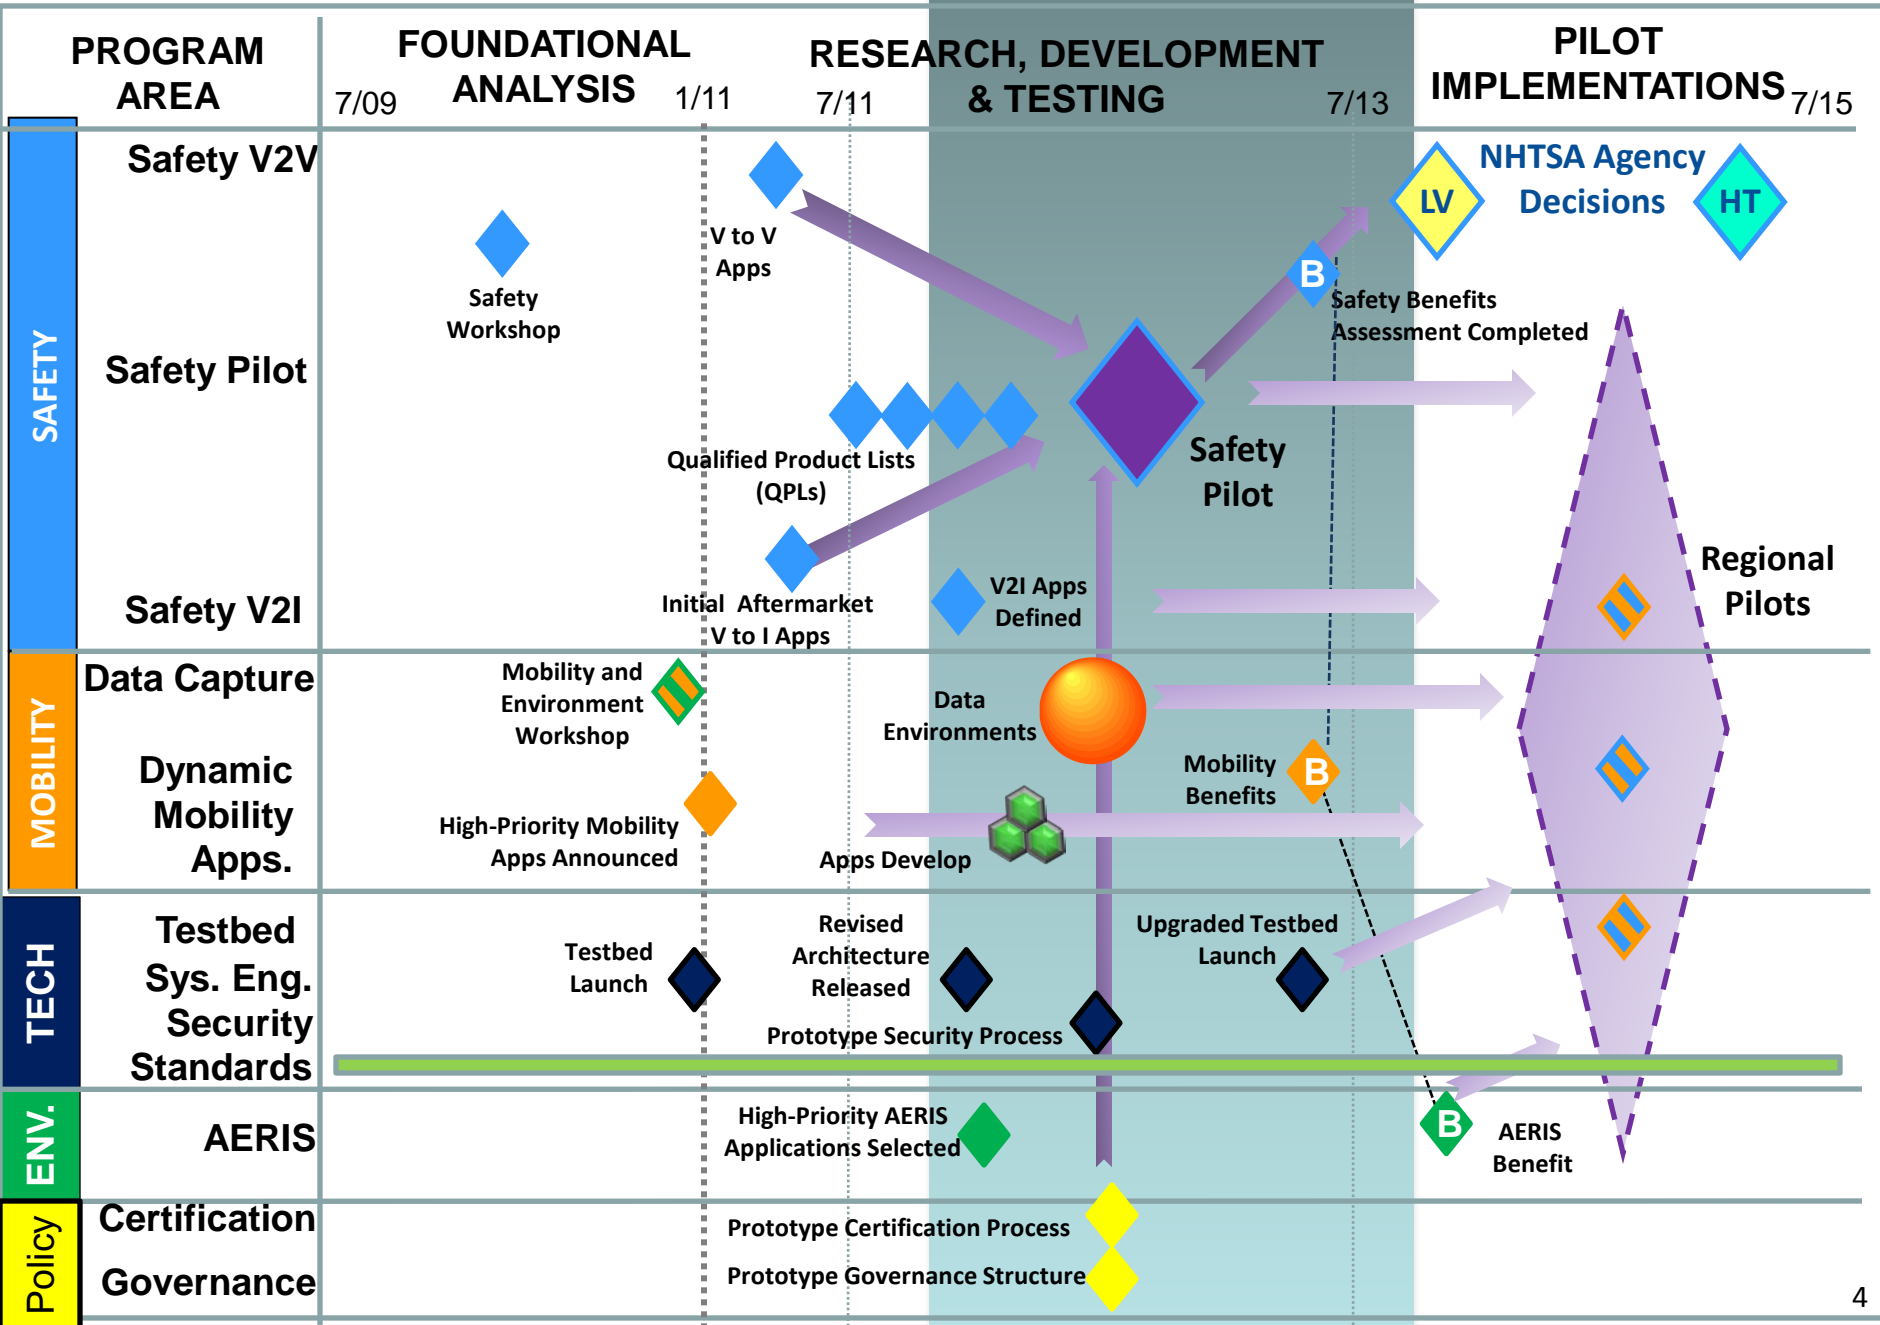 PROGRAM
AREA
FOUNDATIONAL
ANALYSIS
RESEARCH, DEVELOPMENT
& TESTING
PILOT
IMPLEMENTATIONS
7/09
1/11
7/11
7/13
7/15
SAFETY
Safety V2V
Safety Pilot
Safety V2I
Safety
Workshop
V to V
Apps
Qualified Product Lists
(QPLs)
Initial Aftermarket
V to I Apps
V2I Apps
Defined
Safety
Pilot
B
Safety Benefits
Assessment Completed
LV
NHTSA Agency
Decisions
HT
Regional
Pilots
MOBILITY
Data Capture
Dynamic
Mobility
Apps.
Mobility and
Environment
Workshop
High-Priority Mobility
Apps Announced
Data
Environments
Apps Develop
Mobility
Benefits
B
TECH
Testbed
Sys. Eng.
Security
Standards
Testbed
Launch
Revised
Architecture
Released
Prototype Security Process
Upgraded Testbed
Launch
ENV.
AERIS
High-Priority AERIS
Applications Selected
B
AERIS
Benefit
Policy
Certification
Governance
Prototype Certification Process
Prototype Governance Structure
4